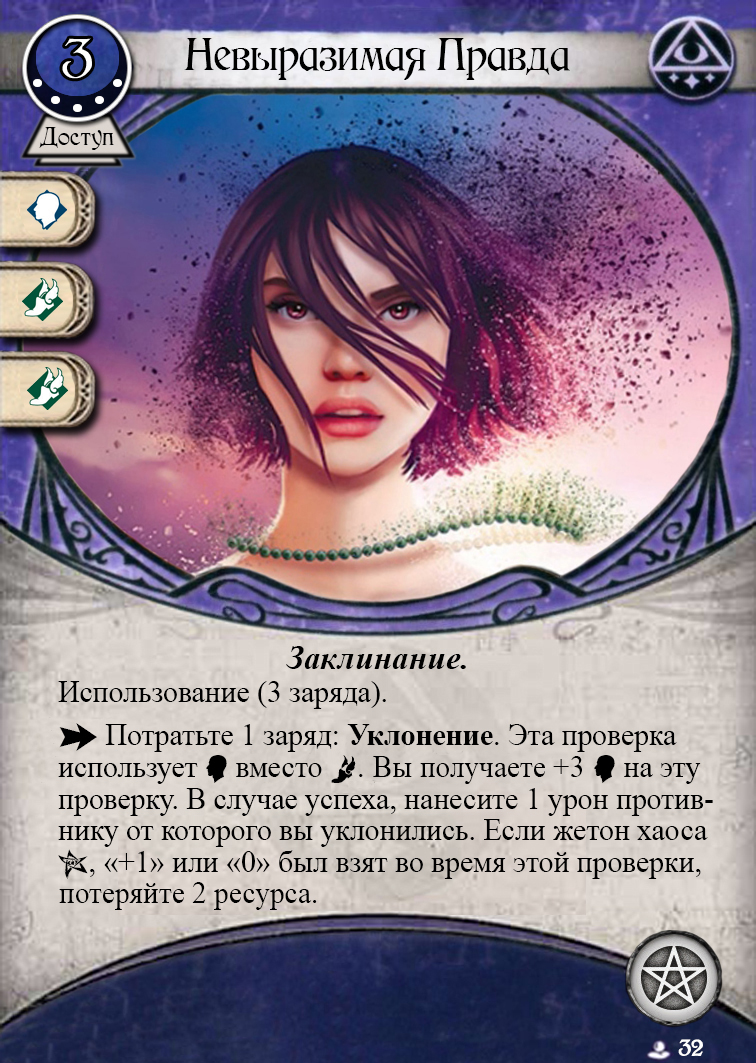 3
Невыразимая Правда
Доступ
Заклинание.
Использование (3 заряда).
Потратьте 1 заряд: Уклонение. Эта проверка
использует вместо . Вы получаете +3 на эту
проверку. В случае успеха, нанесите 1 урон против-
нику от которого вы уклонились. Если жетон хаоса
, «+1» или «0» был взят во время этой проверки,
потеряйте 2 ресурса.
32